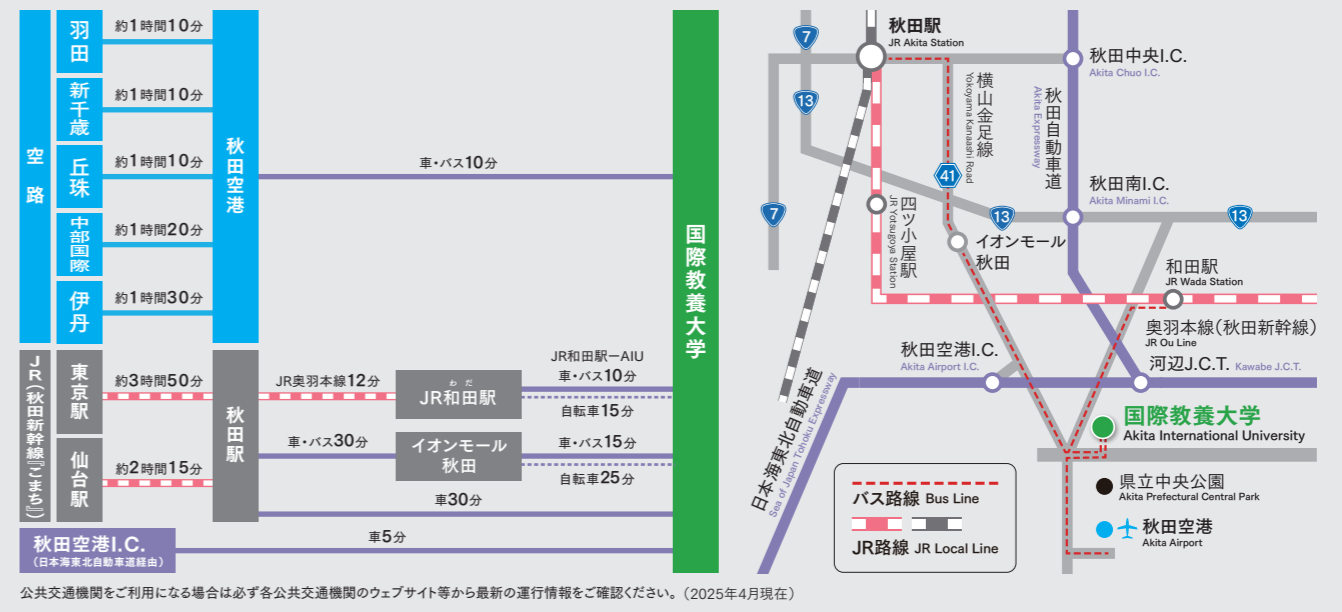 空路
羽田
約1時間10分
新千歳
約1時間10分
丘珠
約1時間10分
中部国際
約1時間20分
伊丹
約1時間30分
秋田空港
車・バス10分
国際教養大学
JR(秋田新幹線『こまち』)
東京駅
約3時間50分
仙台駅
約2時間15分
秋田駅
JR奥羽本線12分
わだ
JR和田駅
JR和田駅ーAIU
車・バス10分
自転車15分
車・バス30分
イオンモール
秋田
車・バス15分
自転車25分
車30分
秋田空港I.C.
(日本海東北自動車道経由)
車5分
公共交通機関をご利用になる場合は必ず各公共交通機関のウェブサイト等から最新の運行情報をご確認ください。(2025年4月現在)
秋田駅
JR Akita Station
7
13
7
横山金足線
Yokoyama Kanaashi Road
41
秋田自動車道
Akita Expressway
秋田中央I.C.
Akita Chuo I.C.
秋田南I.C.
Akita Minami I.C.
13
13
四ツ小屋駅
JR Yotsugoya Station
イオンモール
秋田
和田駅
JR Wada Station
奥羽本線(秋田新幹線)
JR Ou Line
秋田空港I.C.
Akita Airport I.C.
河辺J.C.T. Kawabe J.C.T.
日本海東北自動車道
Sea of Japan Tohoku Expressway
国際教養大学
Akita International University
県立中央公園
Akita Prefectural Central Park
秋田空港
Akita Airport
バス路線 Bus Line
JR路線 JR Local Line